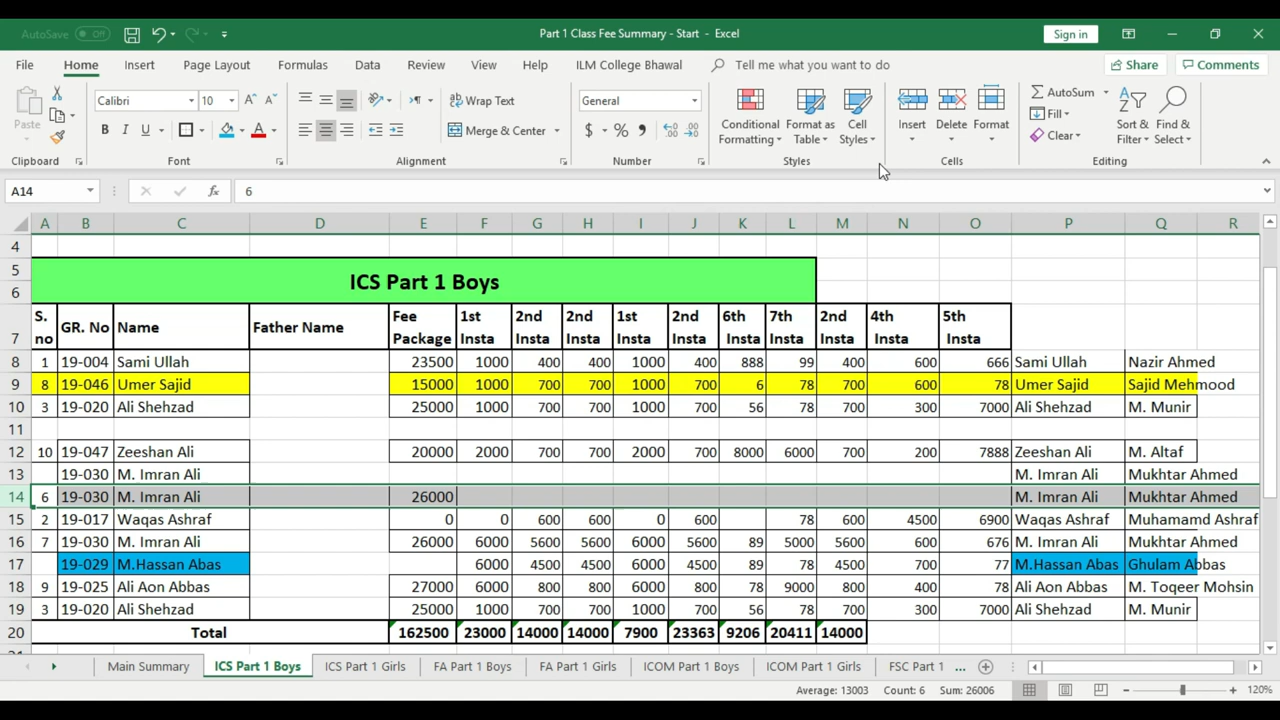 AutoSave Off Part 1 Class Fee Summary - Start - Excel Sign in
File Home Insert Page Layout Formulas Data Review View Help ILM College Bhawal Tell me what you want to do Share Comments
Paste Calibri 10 Wrap Text General Conditional Formatting Format as Table Cell Styles Insert Delete Format AutoSum Sort & Filter Find & Select
B I U A Merge & Center $ % Fill Clear
Clipboard Font Alignment Number Styles Cells Editing
A14 fx 6
A B C D E F G H I J K L M N O P Q R
4
5 ICS Part 1 Boys
6
7 S. no GR. No Name Father Name Fee Package 1st Insta 2nd Insta 2nd Insta 1st Insta 2nd Insta 6th Insta 7th Insta 2nd Insta 4th Insta 5th Insta
8 1 19-004 Sami Ullah 23500 1000 400 400 1000 400 888 99 400 600 666 Sami Ullah Nazir Ahmed
9 8 19-046 Umer Sajid 15000 1000 700 700 1000 700 6 78 700 600 78 Umer Sajid Sajid Mehmood
10 3 19-020 Ali Shehzad 25000 1000 700 700 1000 700 56 78 700 300 7000 Ali Shehzad M. Munir
11
12 10 19-047 Zeeshan Ali 20000 2000 700 700 2000 700 8000 6000 700 200 7888 Zeeshan Ali M. Altaf
13 19-030 M. Imran Ali M. Imran Ali Mukhtar Ahmed
14 6 19-030 M. Imran Ali 26000 M. Imran Ali Mukhtar Ahmed
15 2 19-017 Waqas Ashraf 0 0 600 600 0 600 78 600 4500 6900 Waqas Ashraf Muhamamd Ashraf
16 7 19-030 M. Imran Ali 26000 6000 5600 5600 6000 5600 89 5000 5600 600 676 M. Imran Ali Mukhtar Ahmed
17 19-029 M.Hassan Abas 6000 4500 4500 6000 4500 89 78 4500 700 77 M.Hassan Abas Ghulam Abbas
18 9 19-025 Ali Aon Abbas 27000 6000 800 800 6000 800 78 9000 800 400 78 Ali Aon Abbas M. Toqeer Mohsin
19 3 19-020 Ali Shehzad 25000 1000 700 700 1000 700 56 78 700 300 7000 Ali Shehzad M. Munir
20 Total 162500 23000 14000 14000 7900 23363 9206 20411 14000
Main Summary ICS Part 1 Boys ICS Part 1 Girls FA Part 1 Boys FA Part 1 Girls ICOM Part 1 Boys ICOM Part 1 Girls FSC Part 1 ...
Average: 13003 Count: 6 Sum: 26006 120%